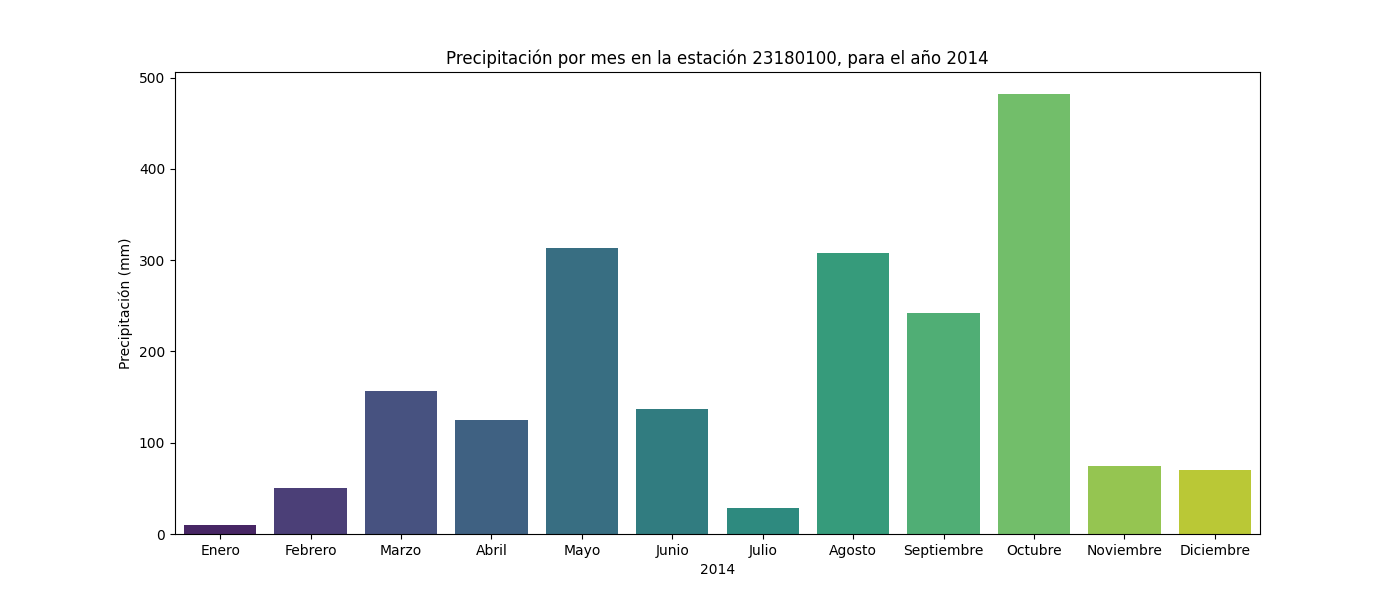 Precipitación por mes en la estación 23180100, para el año 2014
Precipitación (mm)
500
400
300
200
100
0
Enero Febrero Marzo Abril Mayo Junio Julio Agosto Septiembre Octubre Noviembre Diciembre
2014